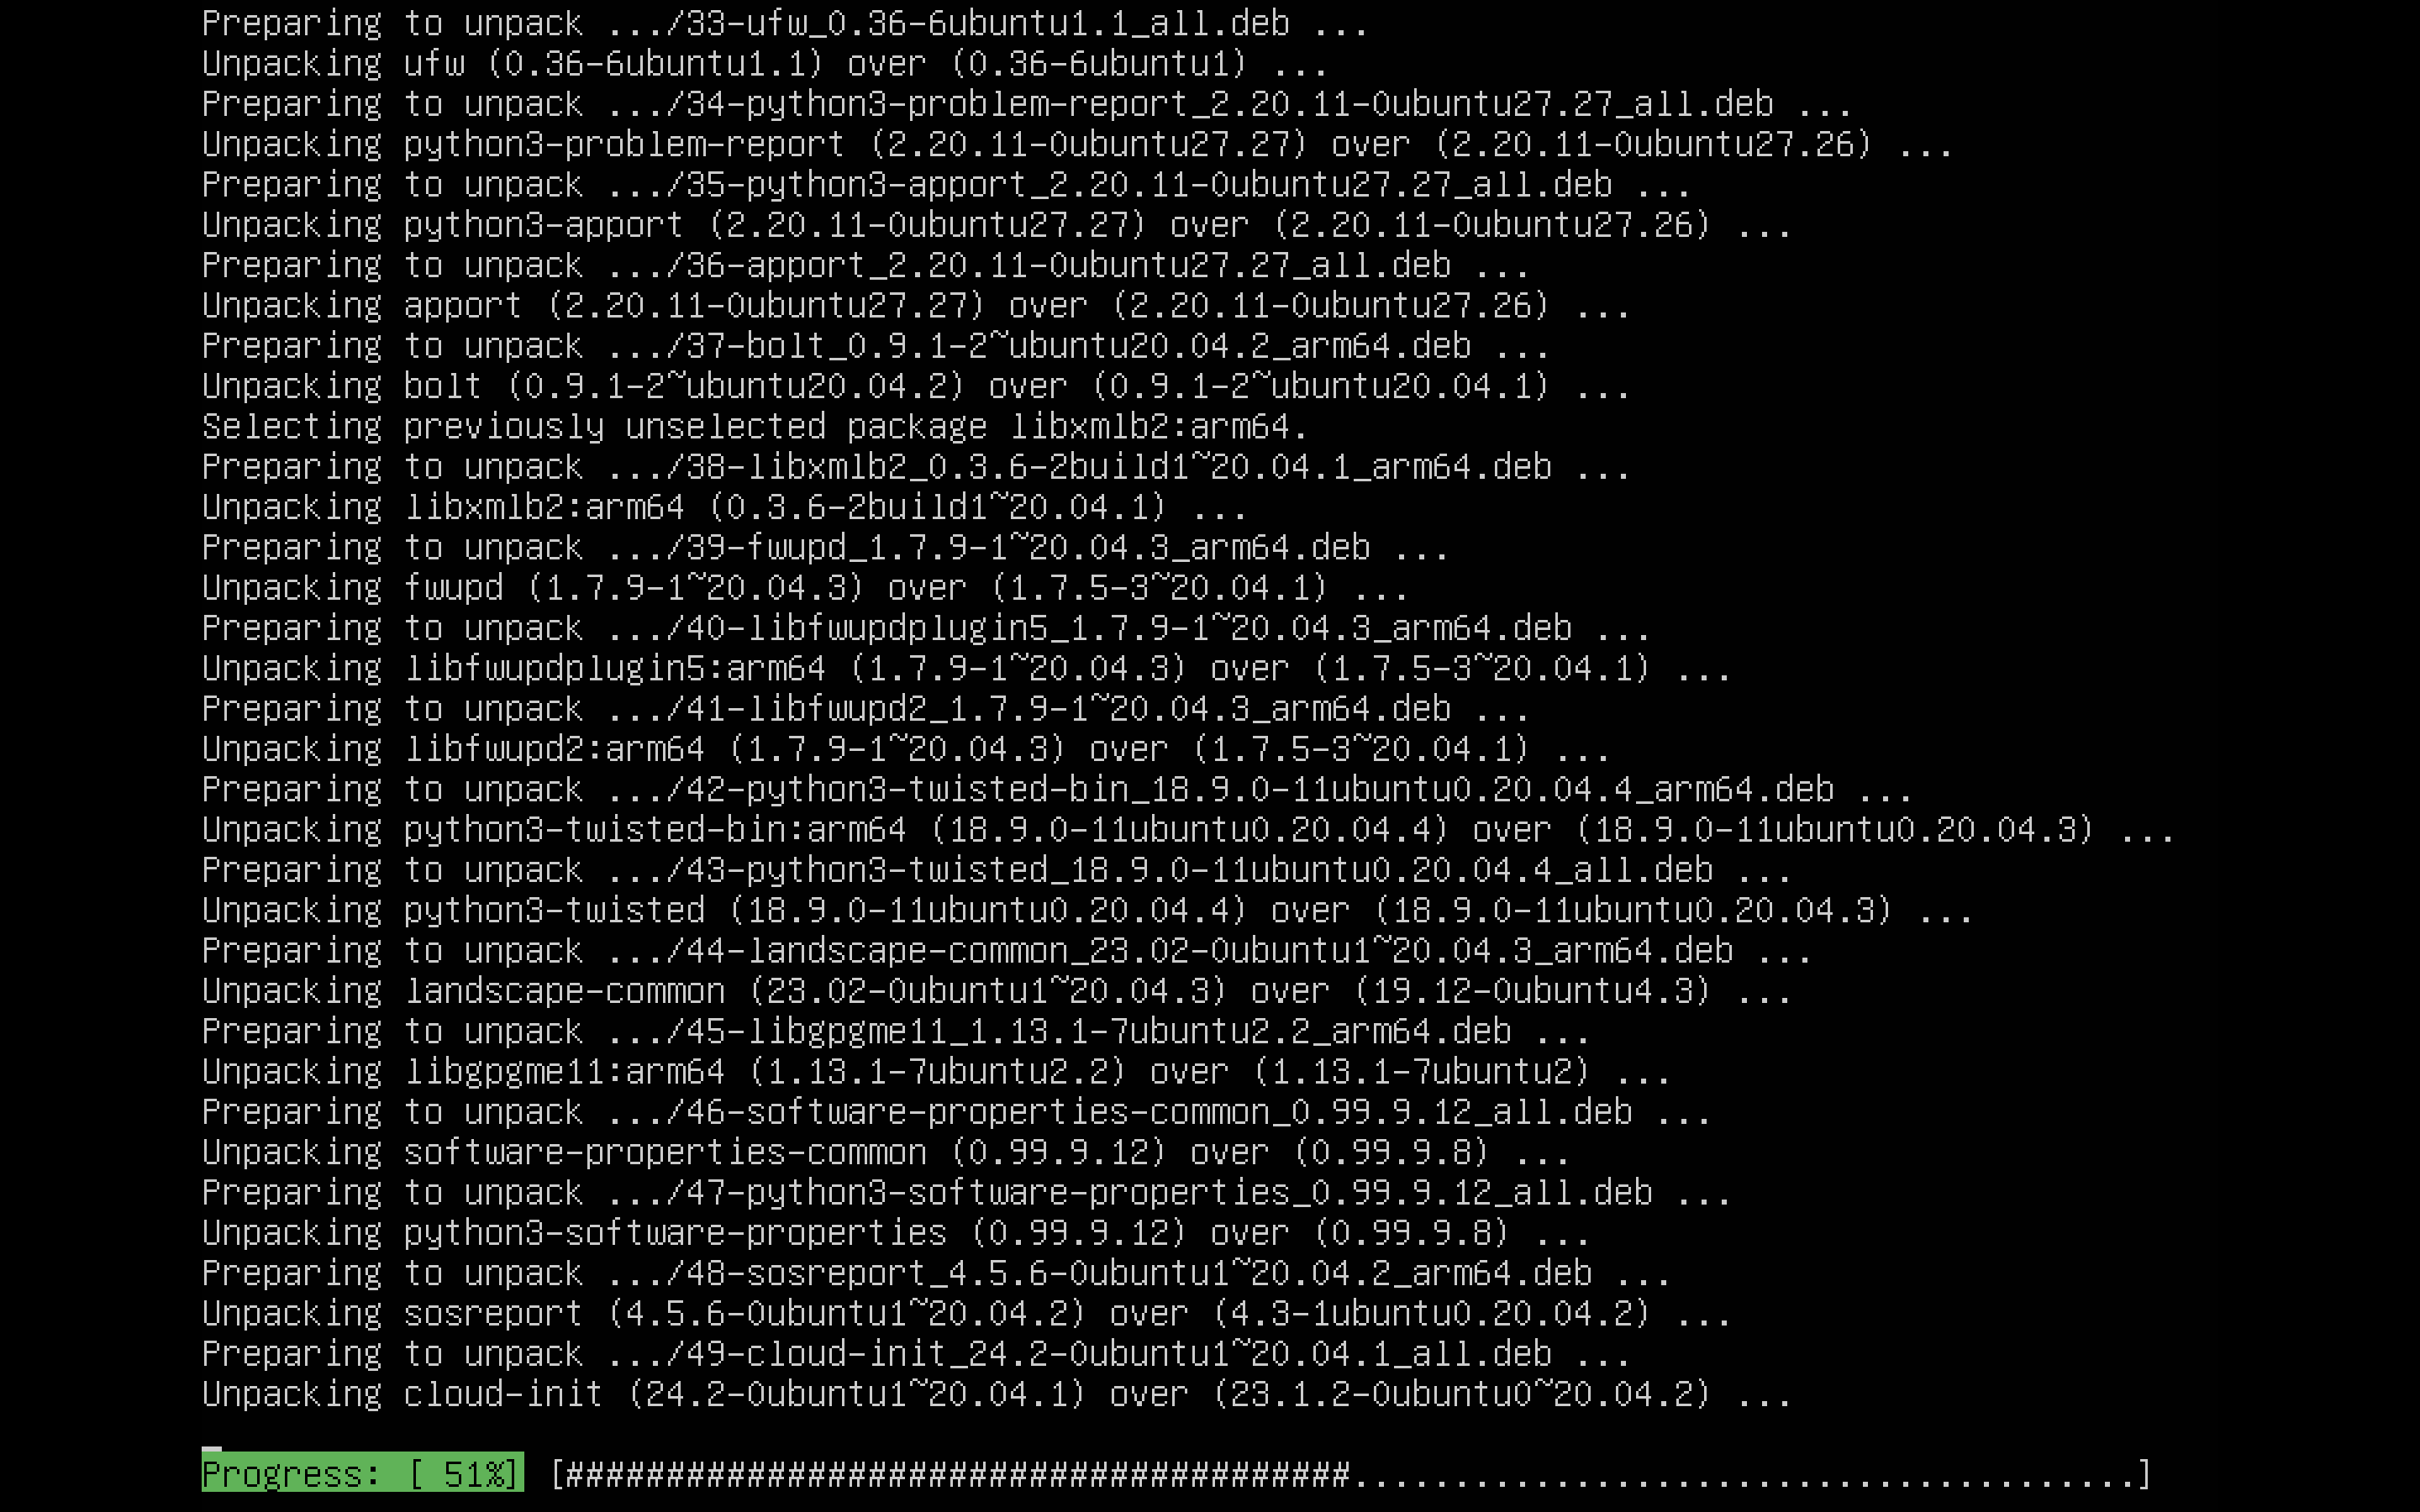 Preparing to unpack .../33-ufw_0.36-6ubuntu1.1_all.deb ...
Unpacking ufw (0.36-6ubuntu1.1) over (0.36-6ubuntu1) ...
Preparing to unpack .../34-python3-problem-report_2.20.11-0ubuntu27.27_all.deb ...
Unpacking python3-problem-report (2.20.11-0ubuntu27.27) over (2.20.11-0ubuntu27.26) ...
Preparing to unpack .../35-python3-apport_2.20.11-0ubuntu27.27_all.deb ...
Unpacking python3-apport (2.20.11-0ubuntu27.27) over (2.20.11-0ubuntu27.26) ...
Preparing to unpack .../36-apport_2.20.11-0ubuntu27.27_all.deb ...
Unpacking apport (2.20.11-0ubuntu27.27) over (2.20.11-0ubuntu27.26) ...
Preparing to unpack .../37-bolt_0.9.1-2~ubuntu20.04.2_arm64.deb ...
Unpacking bolt (0.9.1-2~ubuntu20.04.2) over (0.9.1-2~ubuntu20.04.1) ...
Selecting previously unselected package libxmlb2:arm64.
Preparing to unpack .../38-libxmlb2_0.3.6-2build1~20.04.1_arm64.deb ...
Unpacking libxmlb2:arm64 (0.3.6-2build1~20.04.1) ...
Preparing to unpack .../39-fwupd_1.7.9-1~20.04.3_arm64.deb ...
Unpacking fwupd (1.7.9-1~20.04.3) over (1.7.5-3~20.04.1) ...
Preparing to unpack .../40-libfwupdplugin5_1.7.9-1~20.04.3_arm64.deb ...
Unpacking libfwupdplugin5:arm64 (1.7.9-1~20.04.3) over (1.7.5-3~20.04.1) ...
Preparing to unpack .../41-libfwupd2_1.7.9-1~20.04.3_arm64.deb ...
Unpacking libfwupd2:arm64 (1.7.9-1~20.04.3) over (1.7.5-3~20.04.1) ...
Preparing to unpack .../42-python3-twisted-bin_18.9.0-11ubuntu0.20.04.4_arm64.deb ...
Unpacking python3-twisted-bin:arm64 (18.9.0-11ubuntu0.20.04.4) over (18.9.0-11ubuntu0.20.04.3) ...
Preparing to unpack .../43-python3-twisted_18.9.0-11ubuntu0.20.04.4_all.deb ...
Unpacking python3-twisted (18.9.0-11ubuntu0.20.04.4) over (18.9.0-11ubuntu0.20.04.3) ...
Preparing to unpack .../44-landscape-common_23.02-0ubuntu1~20.04.3_arm64.deb ...
Unpacking landscape-common (23.02-0ubuntu1~20.04.3) over (19.12-0ubuntu4.3) ...
Preparing to unpack .../45-libgpgme11_1.13.1-7ubuntu2.2_arm64.deb ...
Unpacking libgpgme11:arm64 (1.13.1-7ubuntu2.2) over (1.13.1-7ubuntu2) ...
Preparing to unpack .../46-software-properties-common_0.99.9.12_all.deb ...
Unpacking software-properties-common (0.99.9.12) over (0.99.9.8) ...
Preparing to unpack .../47-python3-software-properties_0.99.9.12_all.deb ...
Unpacking python3-software-properties (0.99.9.12) over (0.99.9.8) ...
Preparing to unpack .../48-sosreport_4.5.6-0ubuntu1~20.04.2_arm64.deb ...
Unpacking sosreport (4.5.6-0ubuntu1~20.04.2) over (4.3-1ubuntu0.20.04.2) ...
Preparing to unpack .../49-cloud-init_24.2-0ubuntu1~20.04.1_all.deb ...
Unpacking cloud-init (24.2-0ubuntu1~20.04.1) over (23.1.2-0ubuntu0~20.04.2) ...
Progress: [ 51%] [#######################################.......................................]